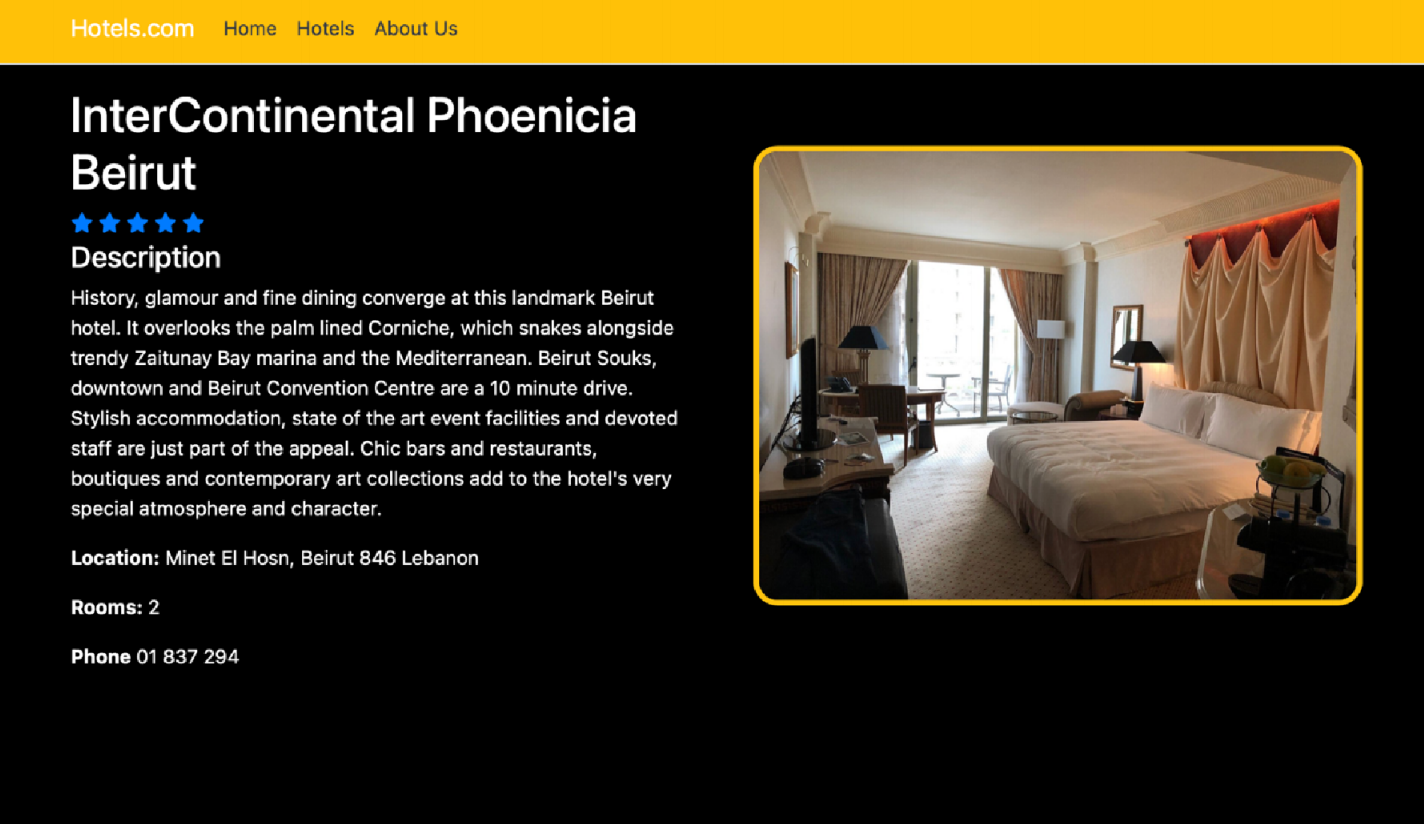 Hotels.com Home Hotels About Us
InterContinental Phoenicia
Beirut
Description
History, glamour and fine dining converge at this landmark Beirut
hotel. It overlooks the palm lined Corniche, which snakes alongside
trendy Zaitunay Bay marina and the Mediterranean. Beirut Souks,
downtown and Beirut Convention Centre are a 10 minute drive.
Stylish accommodation, state of the art event facilities and devoted
staff are just part of the appeal. Chic bars and restaurants,
boutiques and contemporary art collections add to the hotel's very
special atmosphere and character.
Location: Minet El Hosn, Beirut 846 Lebanon
Rooms: 2
Phone 01 837 294